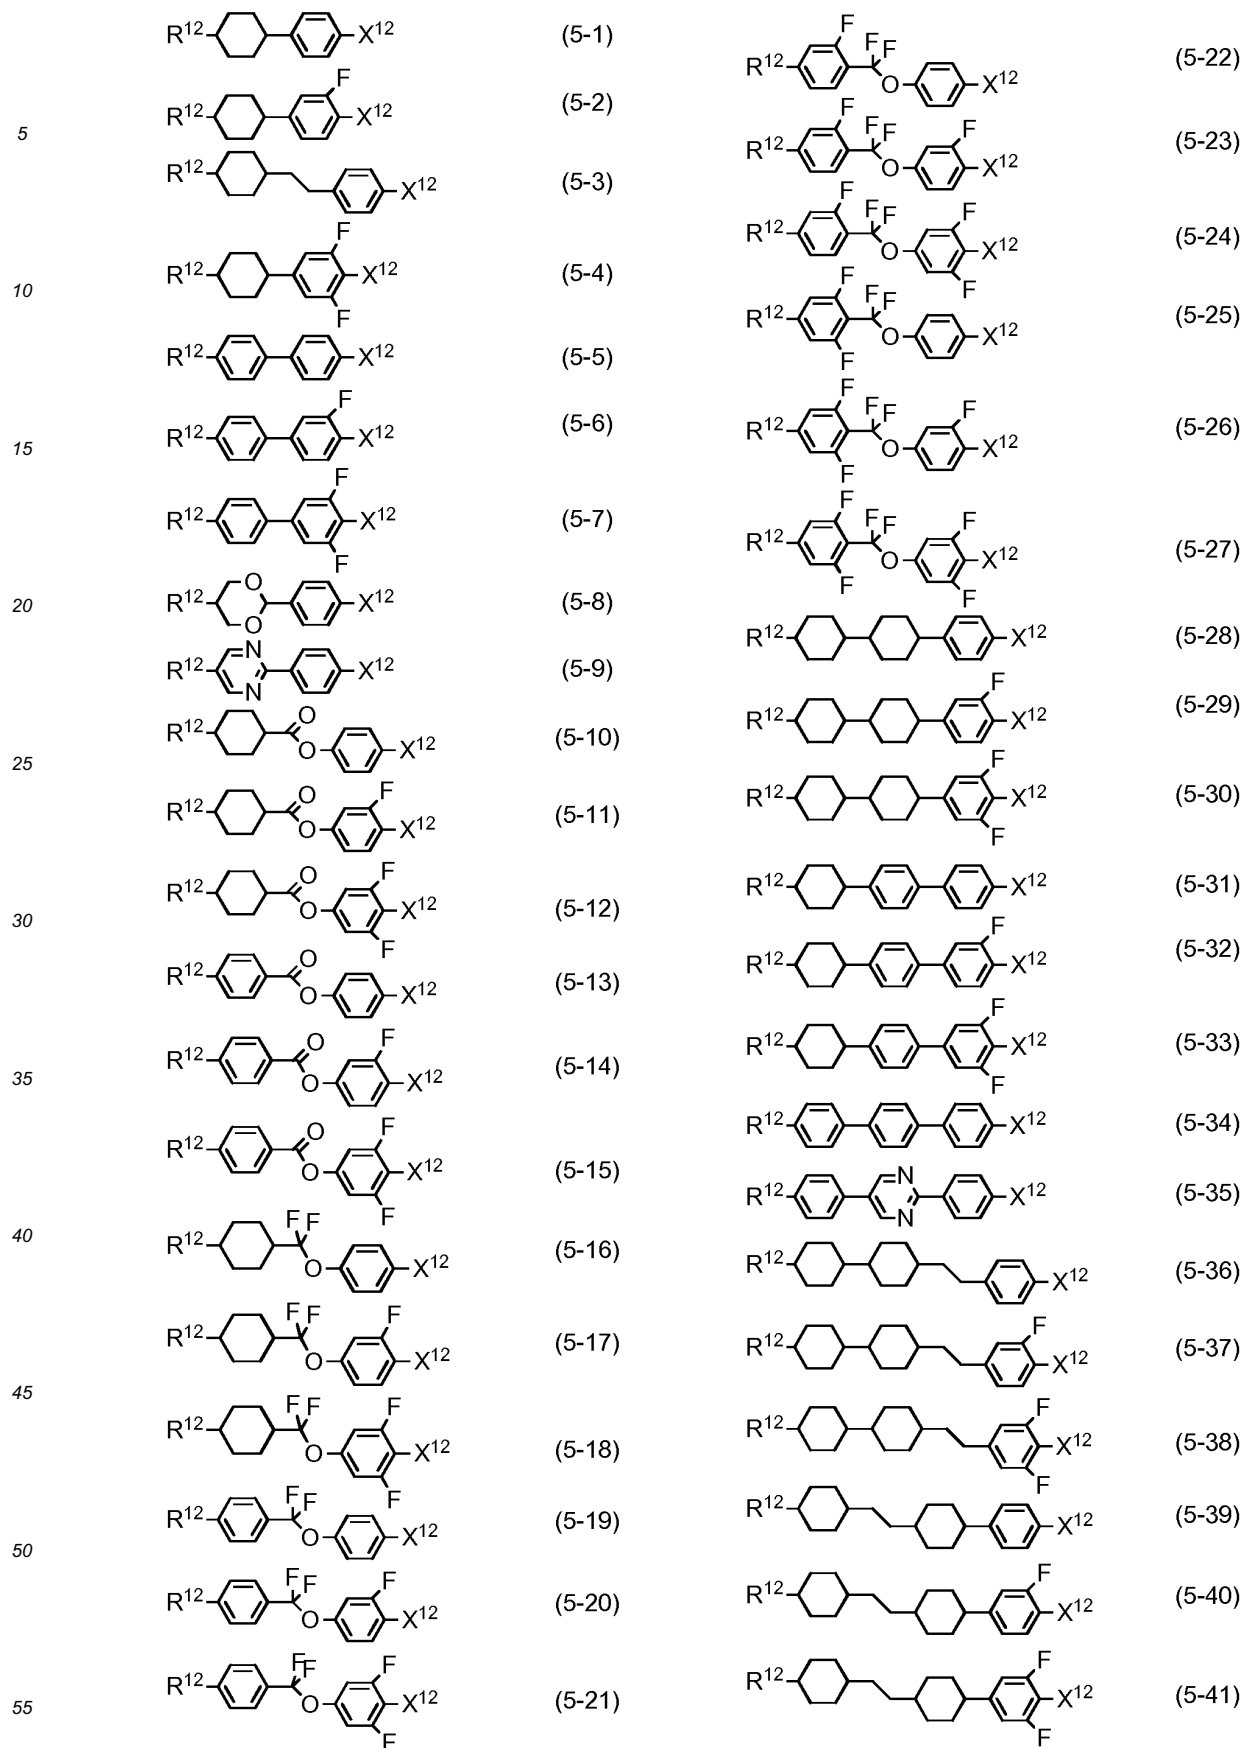 R¹² X¹² (5-1)
F
R¹² X¹² (5-2)
5
R¹² X¹² (5-3)
F
R¹² X¹² (5-4)
10
F
R¹² X¹² (5-5)
F
R¹² X¹² (5-6)
15
F
R¹² X¹² (5-7)
F
O
R¹² X¹² (5-8)
20
O
N
R¹² X¹² (5-9)
N
O
R¹² O X¹² (5-10)
25
O F
R¹² O X¹² (5-11)
O F
R¹² O X¹² (5-12)
30
F
O
R¹² O X¹² (5-13)
O F
R¹² O X¹² (5-14)
35
O F
R¹² O X¹² (5-15)
F
40
F F
R¹² O X¹² (5-16)
F F F
R¹² O X¹² (5-17)
45
F F F
R¹² O X¹² (5-18)
F
F F
R¹² O X¹² (5-19)
50
F F F
R¹² O X¹² (5-20)
F F F
R¹² O X¹² (5-21)
55
F
F F F
R¹² O X¹² (5-22)
F F F F
R¹² O X¹² (5-23)
F F F F
R¹² O X¹² (5-24)
F
F F F
R¹² O X¹² (5-25)
F
F F F F
R¹² O X¹² (5-26)
F
F F F F
R¹² O X¹² (5-27)
F F
R¹² X¹² (5-28)
F
R¹² X¹² (5-29)
F
R¹² X¹² (5-30)
F
R¹² X¹² (5-31)
F
R¹² X¹² (5-32)
F
R¹² X¹² (5-33)
F
R¹² X¹² (5-34)
N
R¹² X¹² (5-35)
N
R¹² X¹² (5-36)
F
R¹² X¹² (5-37)
F
R¹² X¹² (5-38)
F
R¹² X¹² (5-39)
F
R¹² X¹² (5-40)
F
R¹² X¹² (5-41)
F